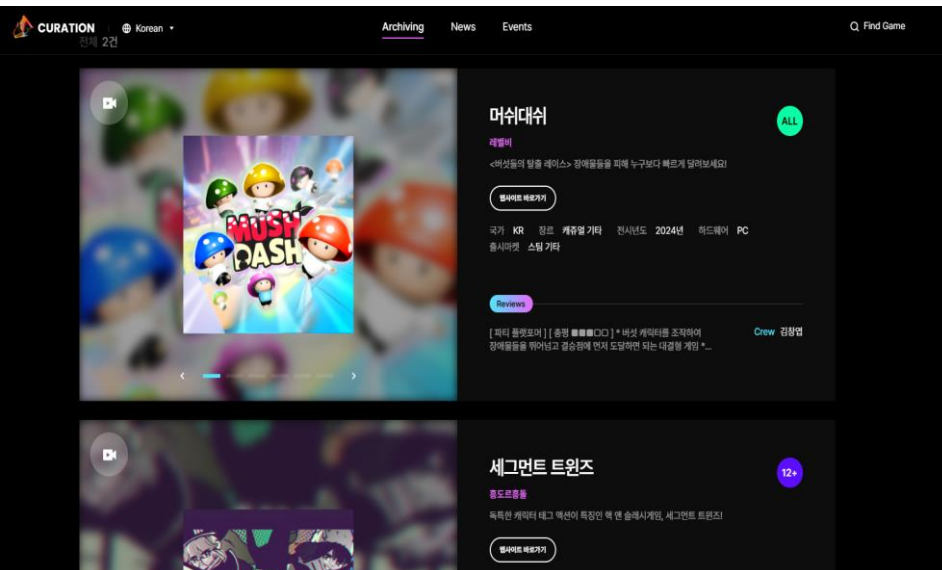 CURATION
Korean
Archiving
News
Events
Find Game
전체 2건
머쉬대쉬
ALL
레벨비
<버섯들의 탈출 레이스> 장애물들을 피해 누구보다 빠르게 달려보세요!
웹사이트 바로가기
국가 KR 장르 캐쥬얼 기타 전시년도 2024년 하드웨어 PC
출시마켓 스팀 기타
MUSH
DASH
Reviews
[ 파티 플랫포머 ] [ 총평 ■■■□□ ] * 버섯 캐릭터를 조작하여
장애물들을 뛰어넘고 결승점에 먼저 도달하면 되는 대결형 게임 *...
Crew 김창엽
세그먼트 트윈즈
12+
흥도르흥돌
독특한 캐릭터 태그 액션이 특징인 핵 앤 슬래시게임, 세그먼트 트윈즈!
웹사이트 바로가기